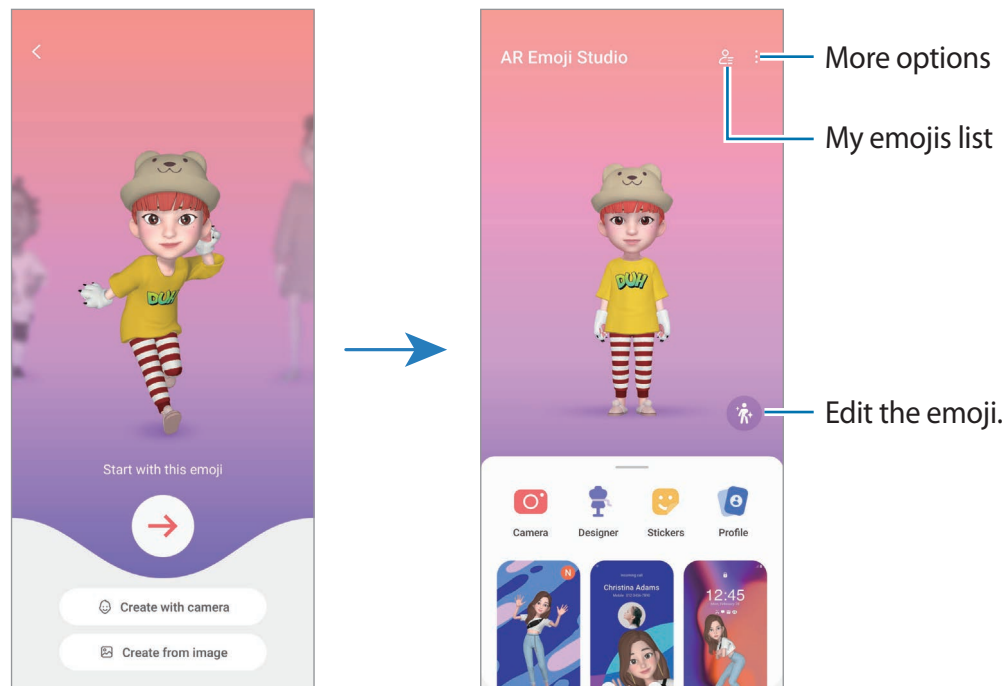 AR Emoji Studio
More options
My emojis list
DUH
DUH
Edit the emoji.
Start with this emoji
Camera
Designer
Stickers
Profile
N
Christina Adams
12:45
Create with camera
Create from image